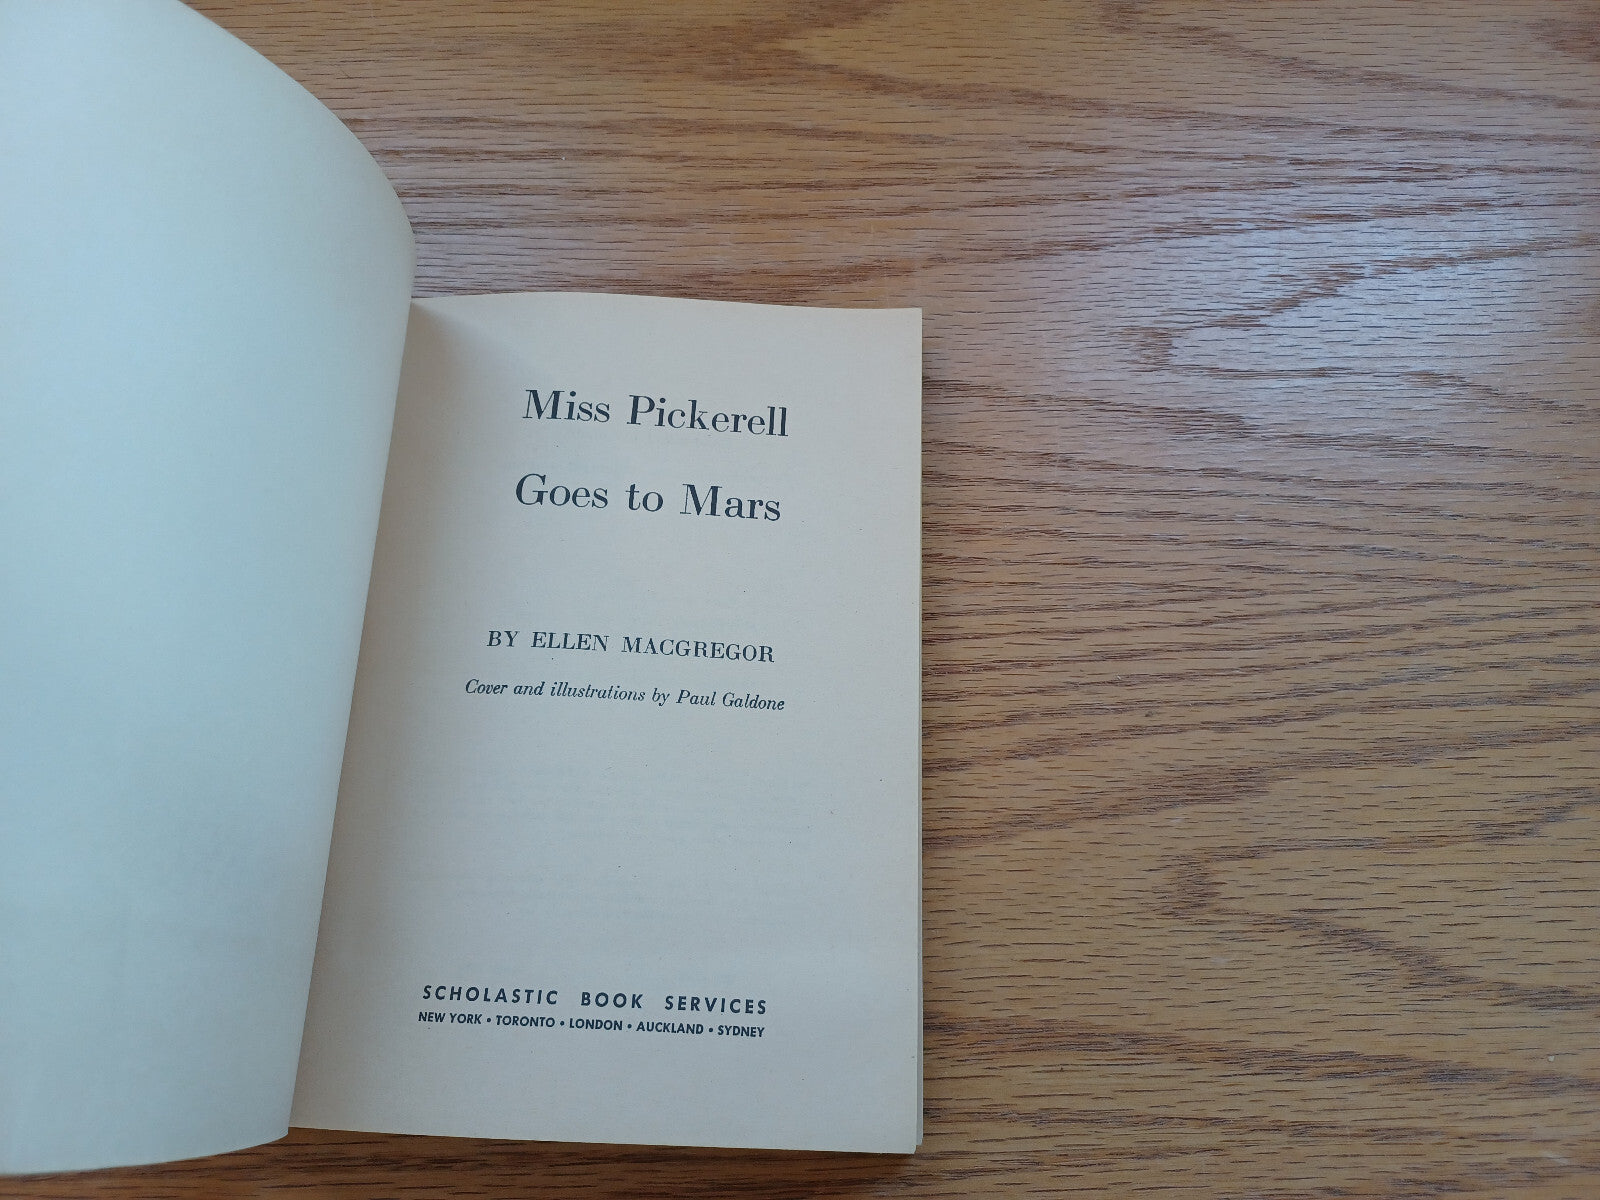 Miss Pickerell
Goes to Mars
BY ELLEN MACGREGOR
Cover and illustrations by Paul Galdone
SCHOLASTIC BOOK SERVICES
NEW YORK • TORONTO • LONDON • AUCKLAND • SYDNEY